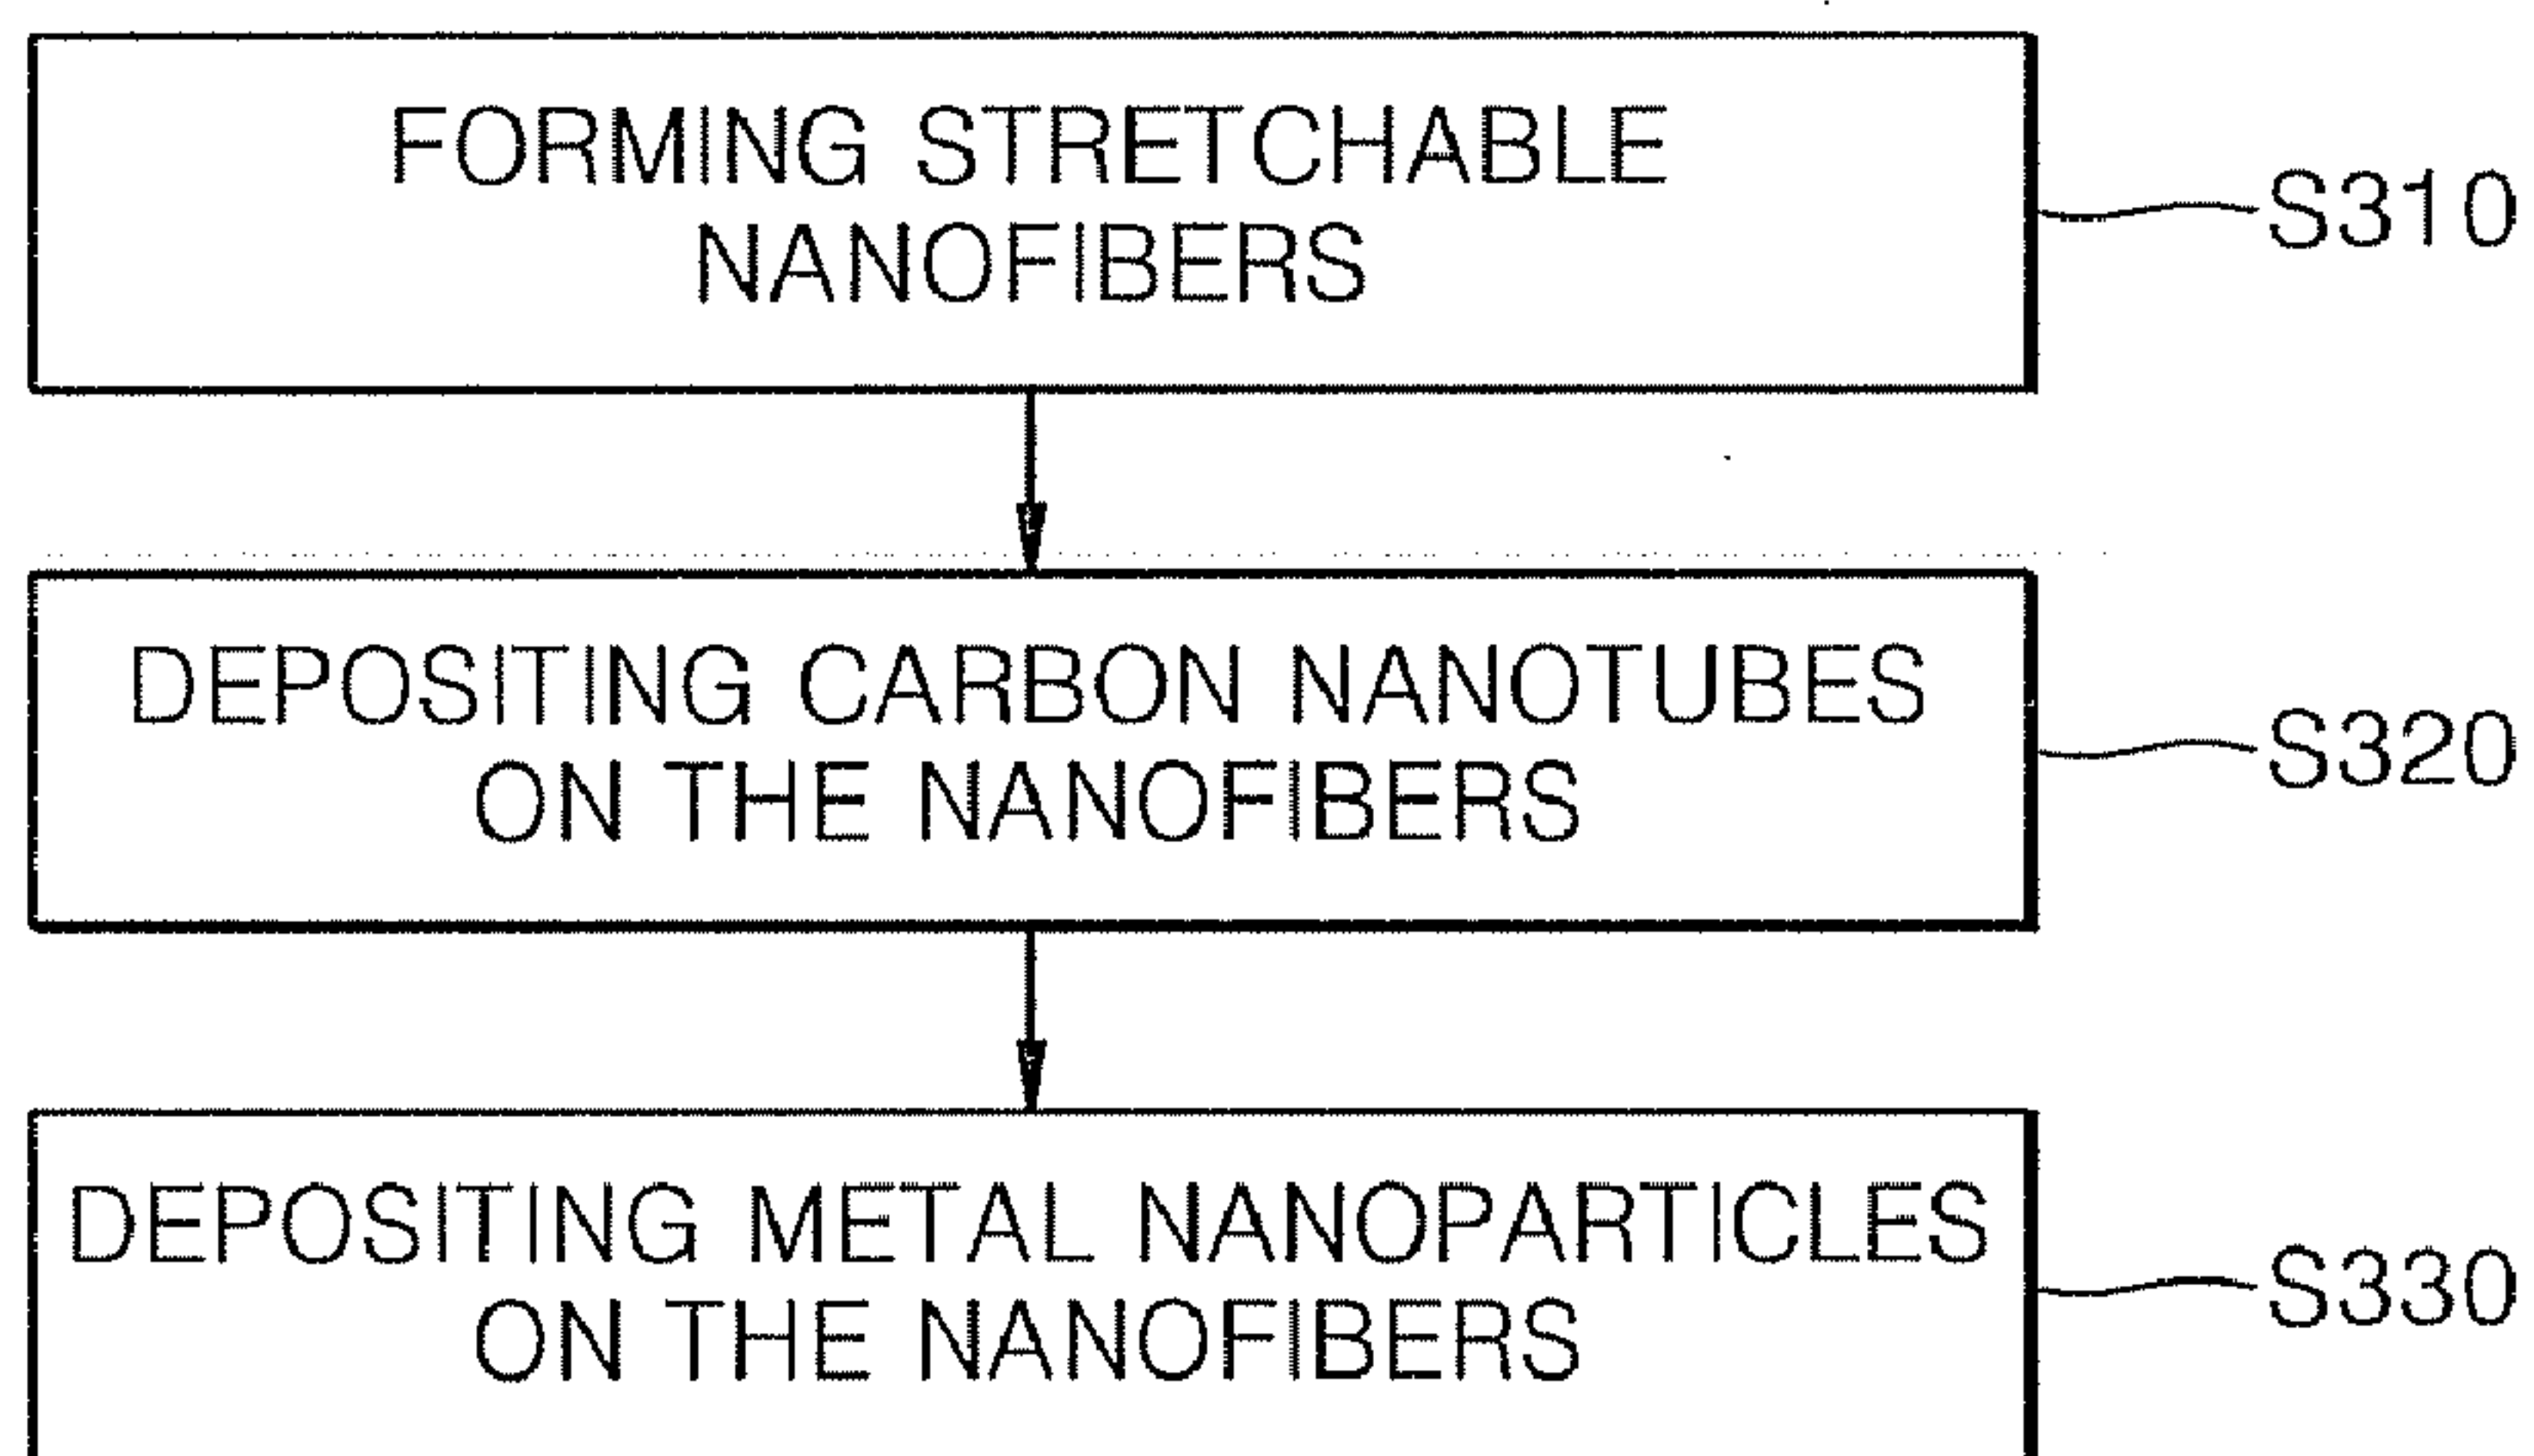 FORMING STRETCHABLE
NANOFIBERS
S310
DEPOSITING CARBON NANOTUBES
ON THE NANOFIBERS
S320
DEPOSITING METAL NANOPARTICLES
ON THE NANOFIBERS
S330